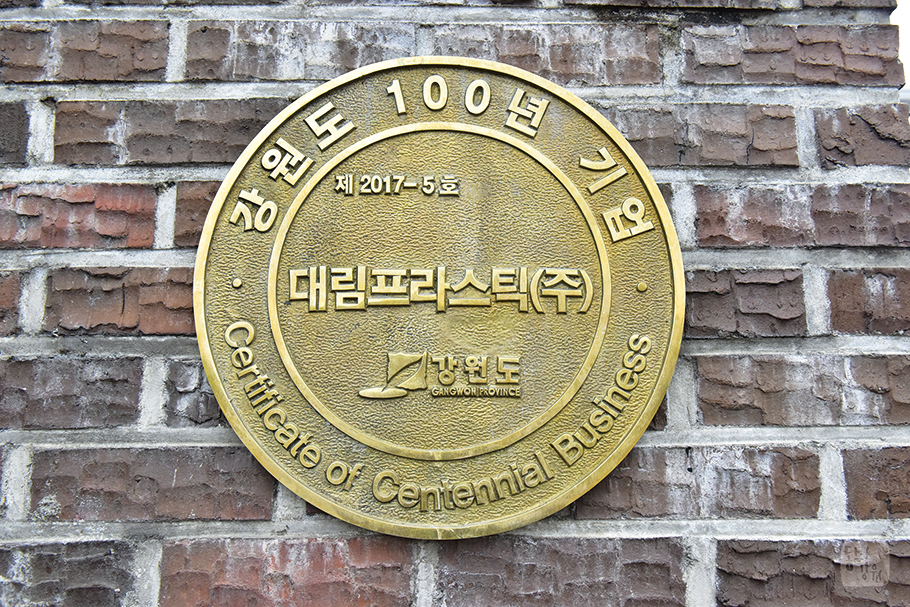 강원도 100년 기업
제 2017-5호
대림프라스틱(주)
강원도
GANGWON PROVINCE
Certificate of Centennial Business